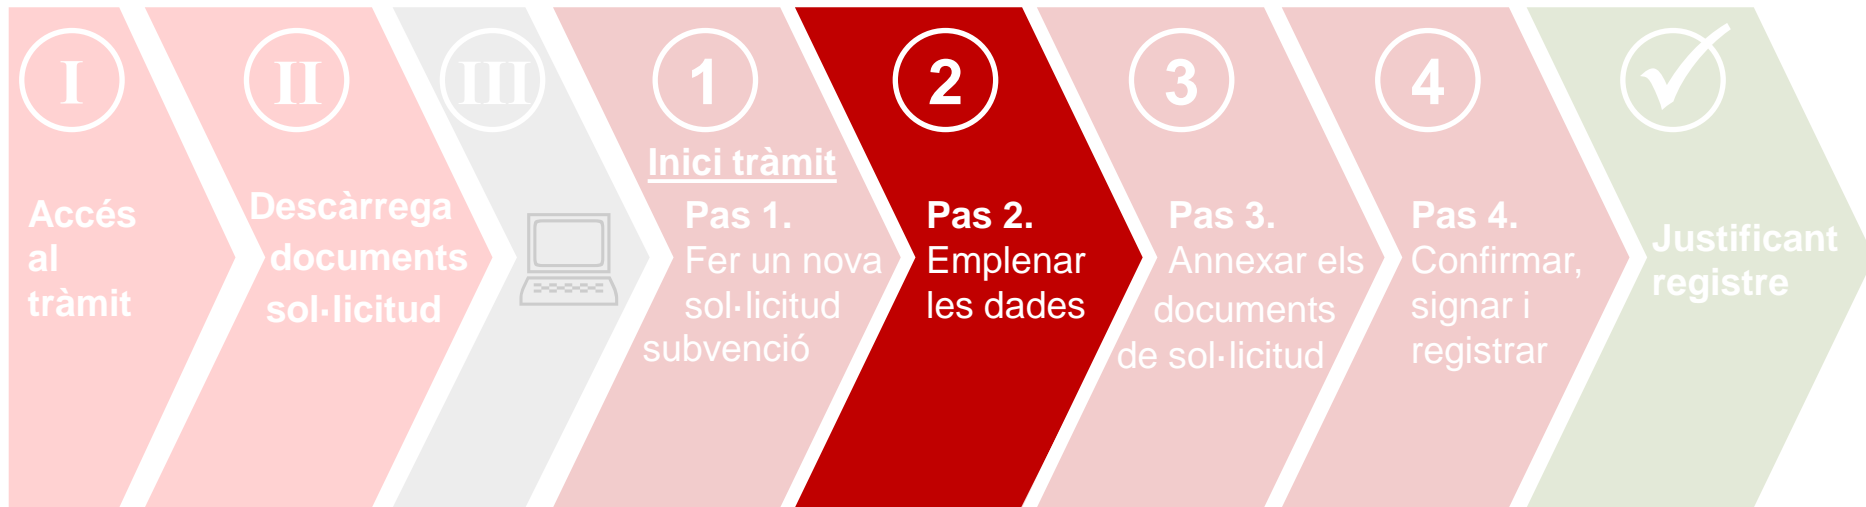 I
Accés
al
tràmit
II
Descàrrega
documents
sol·licitud
III
1
Inici tràmit
Pas 1.
Fer un nova
sol·licitud
subvenció
2
Pas 2.
Emplenar
les dades
3
Pas 3.
Annexar els
documents
de sol·licitud
4
Pas 4.
Confirmar,
signar i
registrar
Justificant
registre